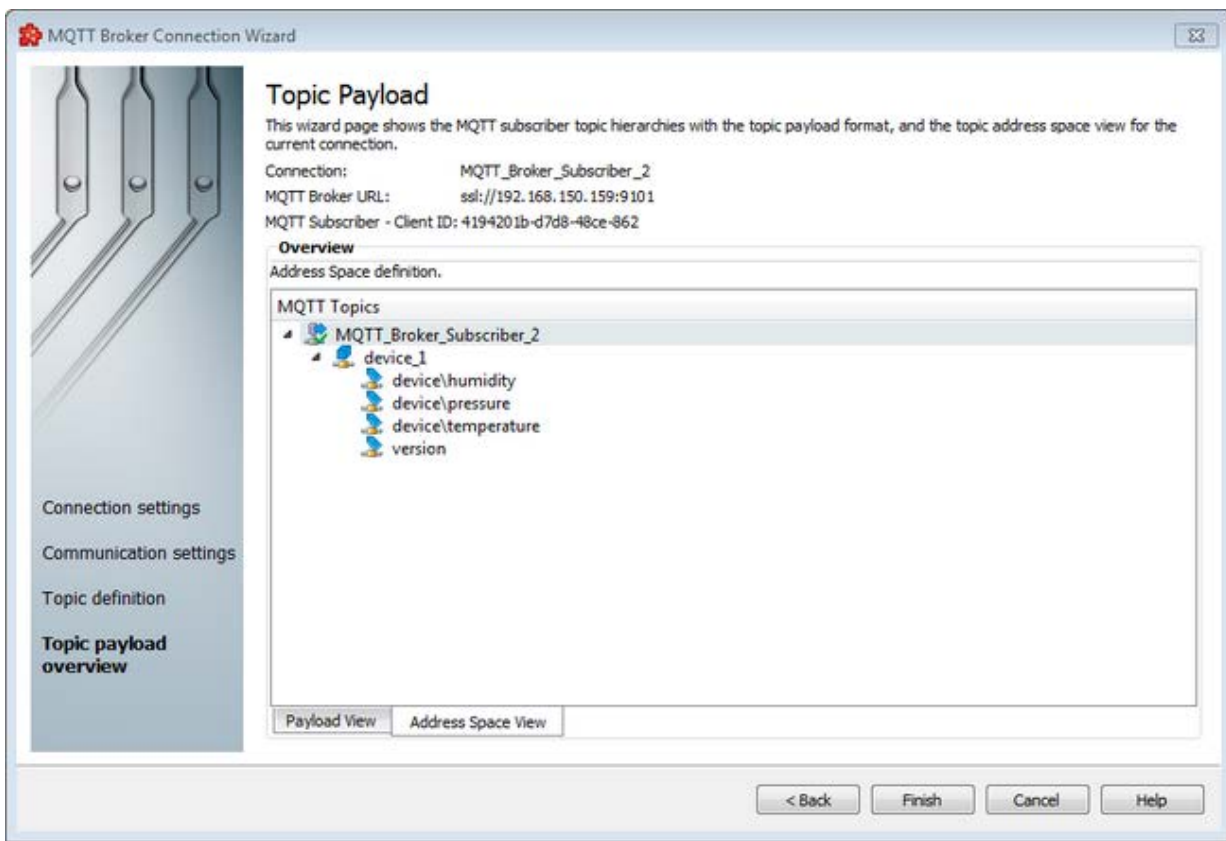 MQTT Broker Connection Wizard
Topic Payload
This wizard page shows the MQTT subscriber topic hierarchies with the topic payload format, and the topic address space view for the
current connection.
Connection: MQTT_Broker_Subscriber_2
MQTT Broker URL: ssl://192.168.150.159:9101
MQTT Subscriber - Client ID: 4194201b-d7d8-48ce-862
Overview
Address Space definition.
MQTT Topics
MQTT_Broker_Subscriber_2
device_1
device\humidity
device\pressure
device\temperature
version
Connection settings
Communication settings
Topic definition
Topic payload
overview
Payload View Address Space View
< Back Finish Cancel Help